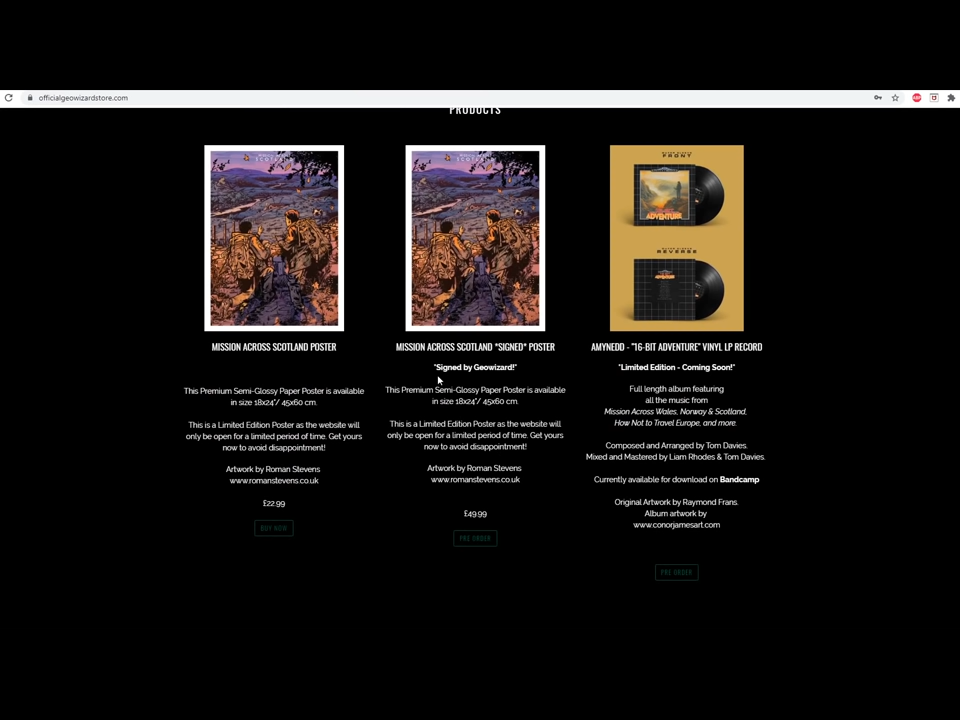 officialgeowizardstore.com
PRODUCTS
SCOTLAND
MISSION ACROSS SCOTLAND POSTER
This Premium Semi-Glossy Paper Poster is available
in size 18x24"/ 45x60 cm.
This is a Limited Edition Poster as the website will
only be open for a limited period of time. Get yours
now to avoid disappointment!
Artwork by Roman Stevens
www.romanstevens.co.uk
£22.99
BUY NOW
SCOTLAND
MISSION ACROSS SCOTLAND *SIGNED* POSTER
*Signed by Geowizard!*
This Premium Semi-Glossy Paper Poster is available
in size 18x24"/ 45x60 cm.
This is a Limited Edition Poster as the website will
only be open for a limited period of time. Get yours
now to avoid disappointment!
Artwork by Roman Stevens
www.romanstevens.co.uk
£49.99
PRE ORDER
FRONT
ADVENTURE
REVERSE
AMYNEDD - "16-BIT ADVENTURE" VINYL LP RECORD
*Limited Edition - Coming Soon!*
Full length album featuring
all the music from
Mission Across Wales, Norway & Scotland,
How Not to Travel Europe, and more.
Composed and Arranged by Tom Davies.
Mixed and Mastered by Liam Rhodes & Tom Davies.
Currently available for download on Bandcamp
Original Artwork by Raymond Frans.
Album artwork by
www.conorjamesart.com
PRE ORDER